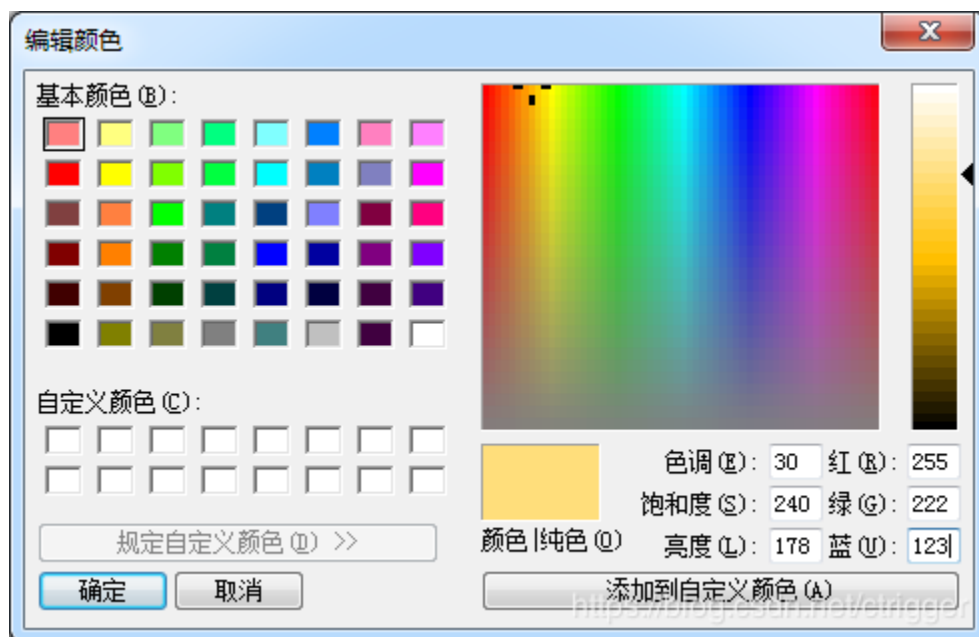 编辑颜色
基本颜色(B):
自定义颜色(C):
规定自定义颜色(D) >>
确定 取消
颜色|纯色(O)
色调(E): 30 红(R): 255
饱和度(S): 240 绿(G): 222
亮度(L): 178 蓝(U): 123
添加到自定义颜色(A)
https://blog.csdn.net/ctrigger